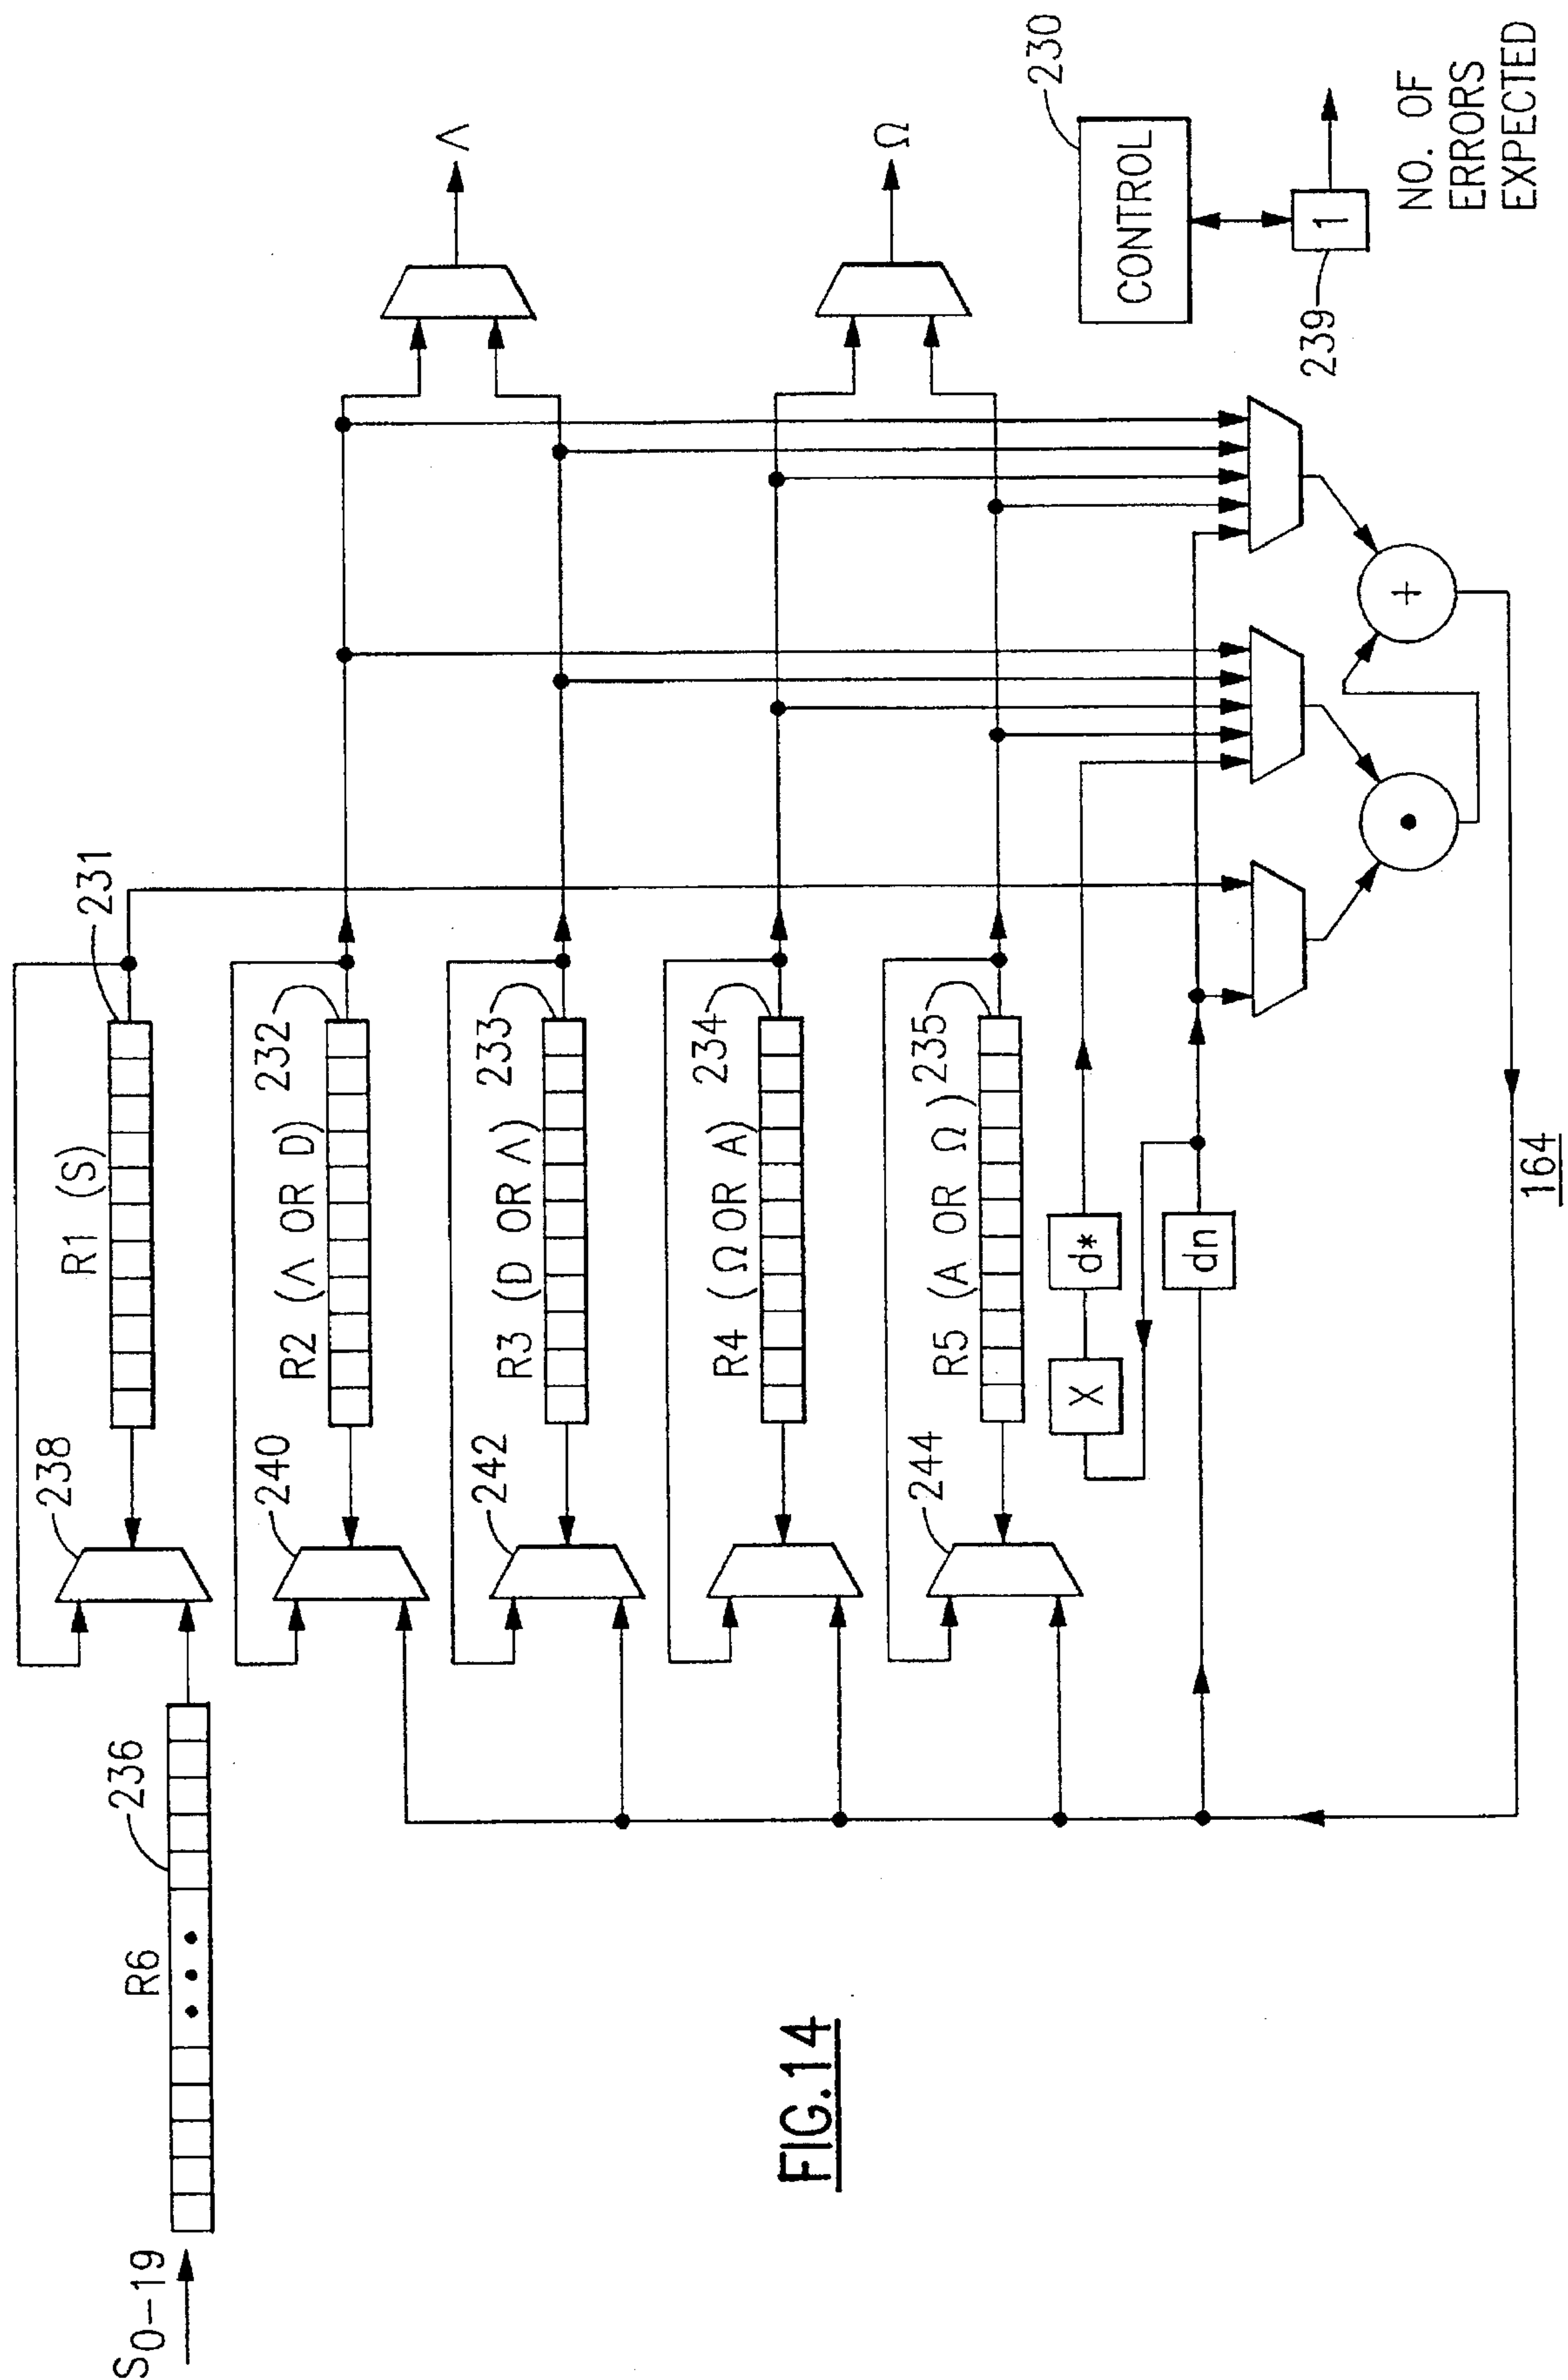 S0-19
R6
236
238
R1 (S)
231
240
R2 (Λ OR D)
232
242
R3 (D OR Λ)
233
R4 (Ω OR A)
234
244
R5 (A OR Ω)
235
X
d*
dn
•
+
Λ
Ω
230
CONTROL
239
1
NO. OF
ERRORS
EXPECTED
164
FIG.14